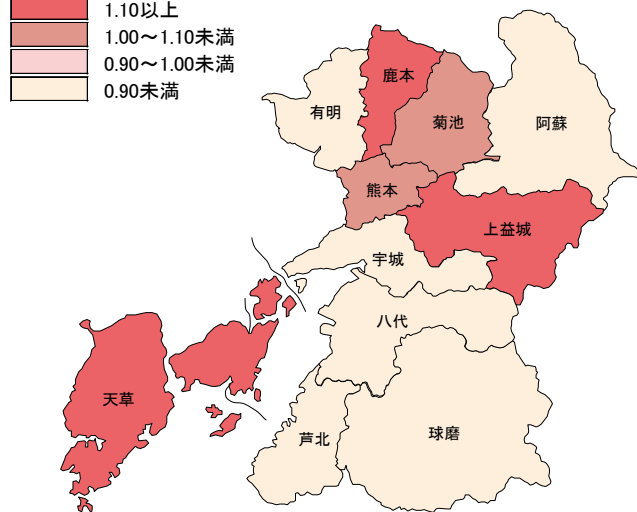 1.10以上
1.00～1.10未満
0.90～1.00未満
0.90未満
鹿本
有明
菊池
阿蘇
熊本
上益城
宇城
八代
天草
芦北
球磨